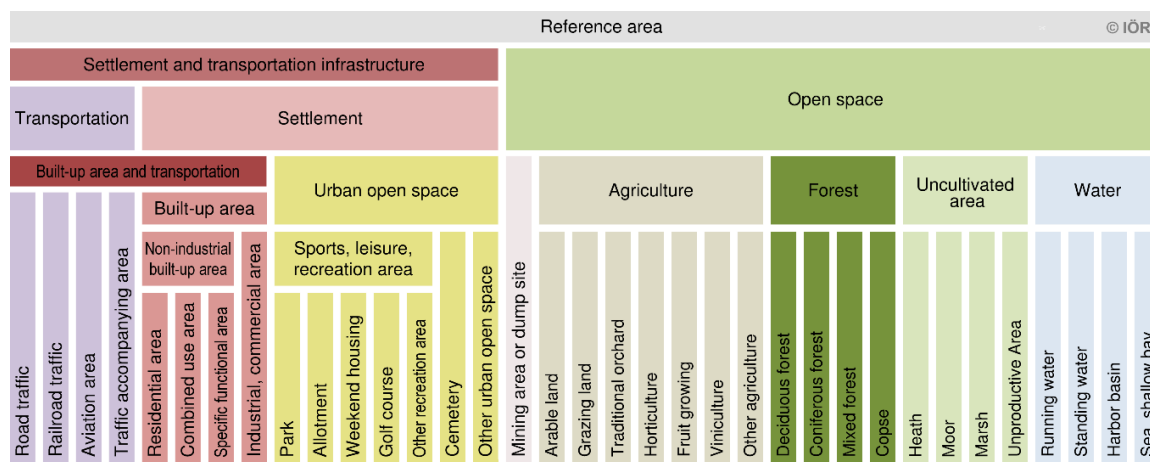 Reference area
© IÖR
Settlement and transportation infrastructure
Open space
Transportation
Settlement
Built-up area and transportation
Urban open space
Agriculture
Forest
Uncultivated
area
Water
Built-up area
Non-industrial
built-up area
Sports, leisure,
recreation area
Road traffic
Railroad traffic
Aviation area
Traffic accompanying area
Residential area
Combined use area
Specific functional area
Industrial, commercial area
Park
Allotment
Weekend housing
Golf course
Other recreation area
Cemetery
Other urban open space
Mining area or dump site
Arable land
Grazing land
Traditional orchard
Horticulture
Fruit growing
Viniculture
Other agriculture
Deciduous forest
Coniferous forest
Mixed forest
Copse
Heath
Moor
Marsh
Unproductive Area
Running water
Standing water
Harbor basin
Sea, shallow bay